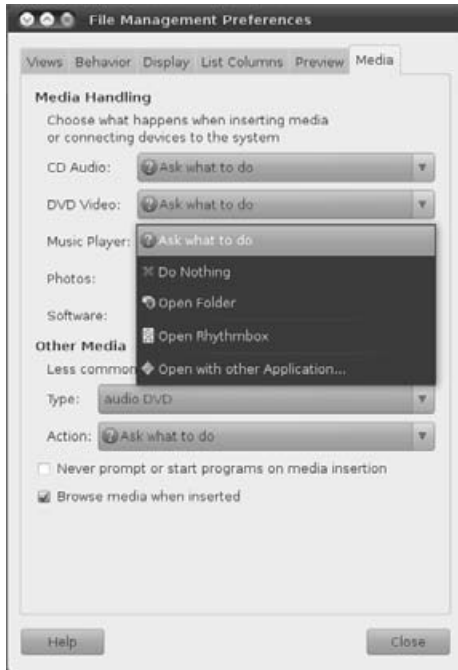 File Management Preferences
Views Behavior Display List Columns Preview Media
Media Handling
Choose what happens when inserting media
or connecting devices to the system
CD Audio: Ask what to do
DVD Video: Ask what to do
Music Player: Ask what to do
Do Nothing
Photos:
Open Folder
Software:
Open Rhythmbox
Other Media
Less common
Open with other Application...
Type: audio DVD
Action: Ask what to do
Never prompt or start programs on media insertion
Browse media when inserted
Help Close